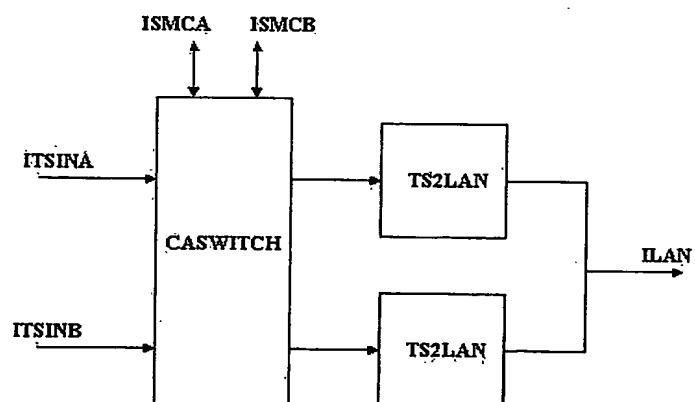 ISMCA ISMCB
ITSINA
TS2LAN
CASWITCH
ILAN
ITSINB
TS2LAN